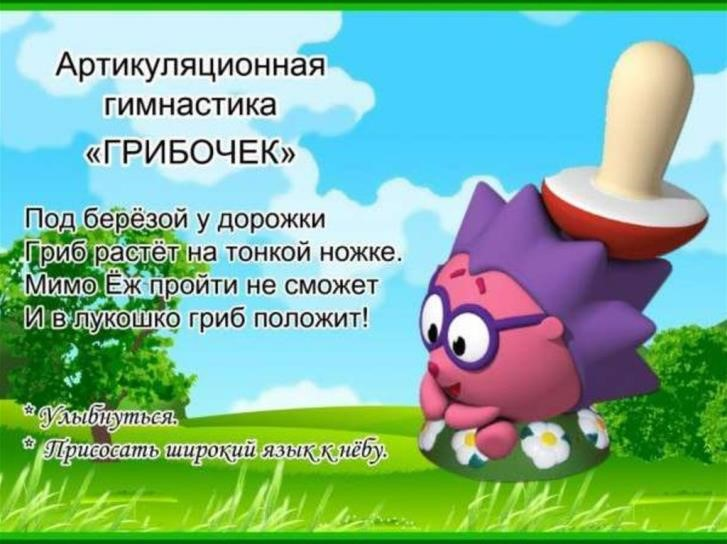 Артикуляционная
гимнастика
«ГРИБОЧЕК»
Под берёзой у дорожки
Гриб растёт на тонкой ножке.
Мимо Ёж пройти не сможет
И в лукошко гриб положит!
* Улыбнуться.
* Присосать широкий язык к нёбу.